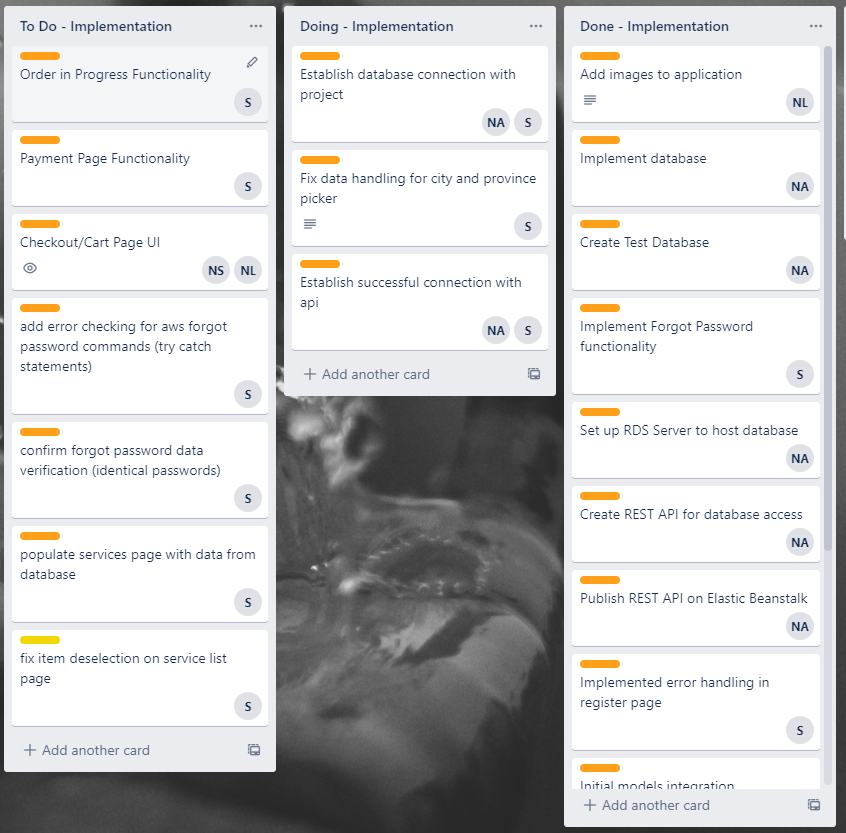 To Do - Implementation
Order in Progress Functionality
S
Payment Page Functionality
S
Checkout/Cart Page UI
NS NL
add error checking for aws forgot
password commands (try catch
statements)
S
confirm forgot password data
verification (identical passwords)
S
populate services page with data from
database
S
fix item deselection on service list
page
S
Add another card
Doing - Implementation
Establish database connection with
project
NA S
Fix data handling for city and province
picker
S
Establish successful connection with
api
NA S
Add another card
Done - Implementation
Add images to application
NL
Implement database
NA
Create Test Database
NA
Implement Forgot Password
functionality
S
Set up RDS Server to host database
NA
Create REST API for database access
NA
Publish REST API on Elastic Beanstalk
NA
Implemented error handling in
register page
S
Initial models integration
Add another card